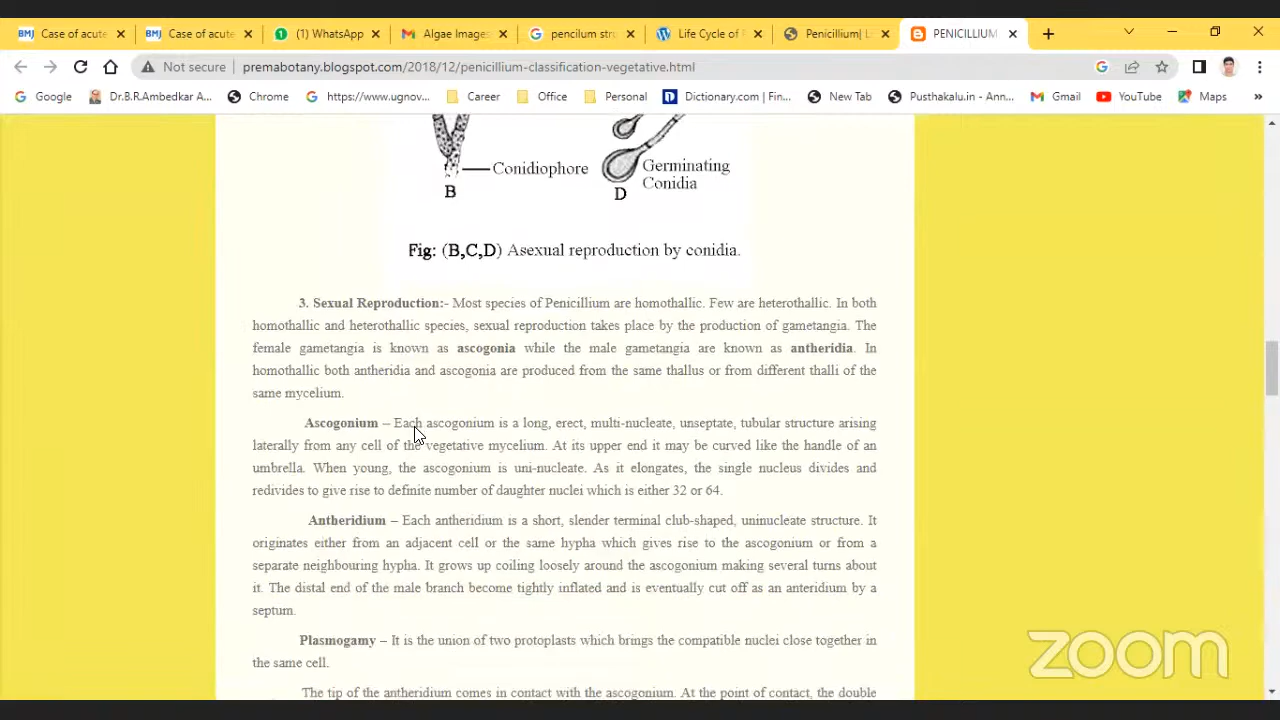 BMJ Case of acute
BMJ Case of acute
(1) WhatsApp
Algae Images
pencilum stru
Life Cycle of P
Penicillium| L
PENICILLIUM
Not secure premabotany.blogspot.com/2018/12/penicillium-classification-vegetative.html
Google
Dr.B.R.Ambedkar A...
Chrome
https://www.ugnov...
Career
Office
Personal
Dictionary.com | Fin...
New Tab
Pusthakalu.in - Ann...
Gmail
YouTube
Maps
»
Conidiophore
B
Germinating
Conidia
D
Fig: (B,C,D) Asexual reproduction by conidia.
3. Sexual Reproduction:- Most species of Penicillium are homothallic. Few are heterothallic. In both
homothallic and heterothallic species, sexual reproduction takes place by the production of gametangia. The
female gametangia is known as ascogonia while the male gametangia are known as antheridia. In
homothallic both antheridia and ascogonia are produced from the same thallus or from different thalli of the
same mycelium.
Ascogonium – Each ascogonium is a long, erect, multi-nucleate, unseptate, tubular structure arising
laterally from any cell of the vegetative mycelium. At its upper end it may be curved like the handle of an
umbrella. When young, the ascogonium is uni-nucleate. As it elongates, the single nucleus divides and
redivides to give rise to definite number of daughter nuclei which is either 32 or 64.
Antheridium – Each antheridium is a short, slender terminal club-shaped, uninucleate structure. It
originates either from an adjacent cell or the same hypha which gives rise to the ascogonium or from a
separate neighbouring hypha. It grows up coiling loosely around the ascogonium making several turns about
it. The distal end of the male branch become tightly inflated and is eventually cut off as an anteridium by a
septum.
Plasmogamy – It is the union of two protoplasts which brings the compatible nuclei close together in
the same cell.
The tip of the antheridium comes in contact with the ascogonium. At the point of contact, the double
zoom